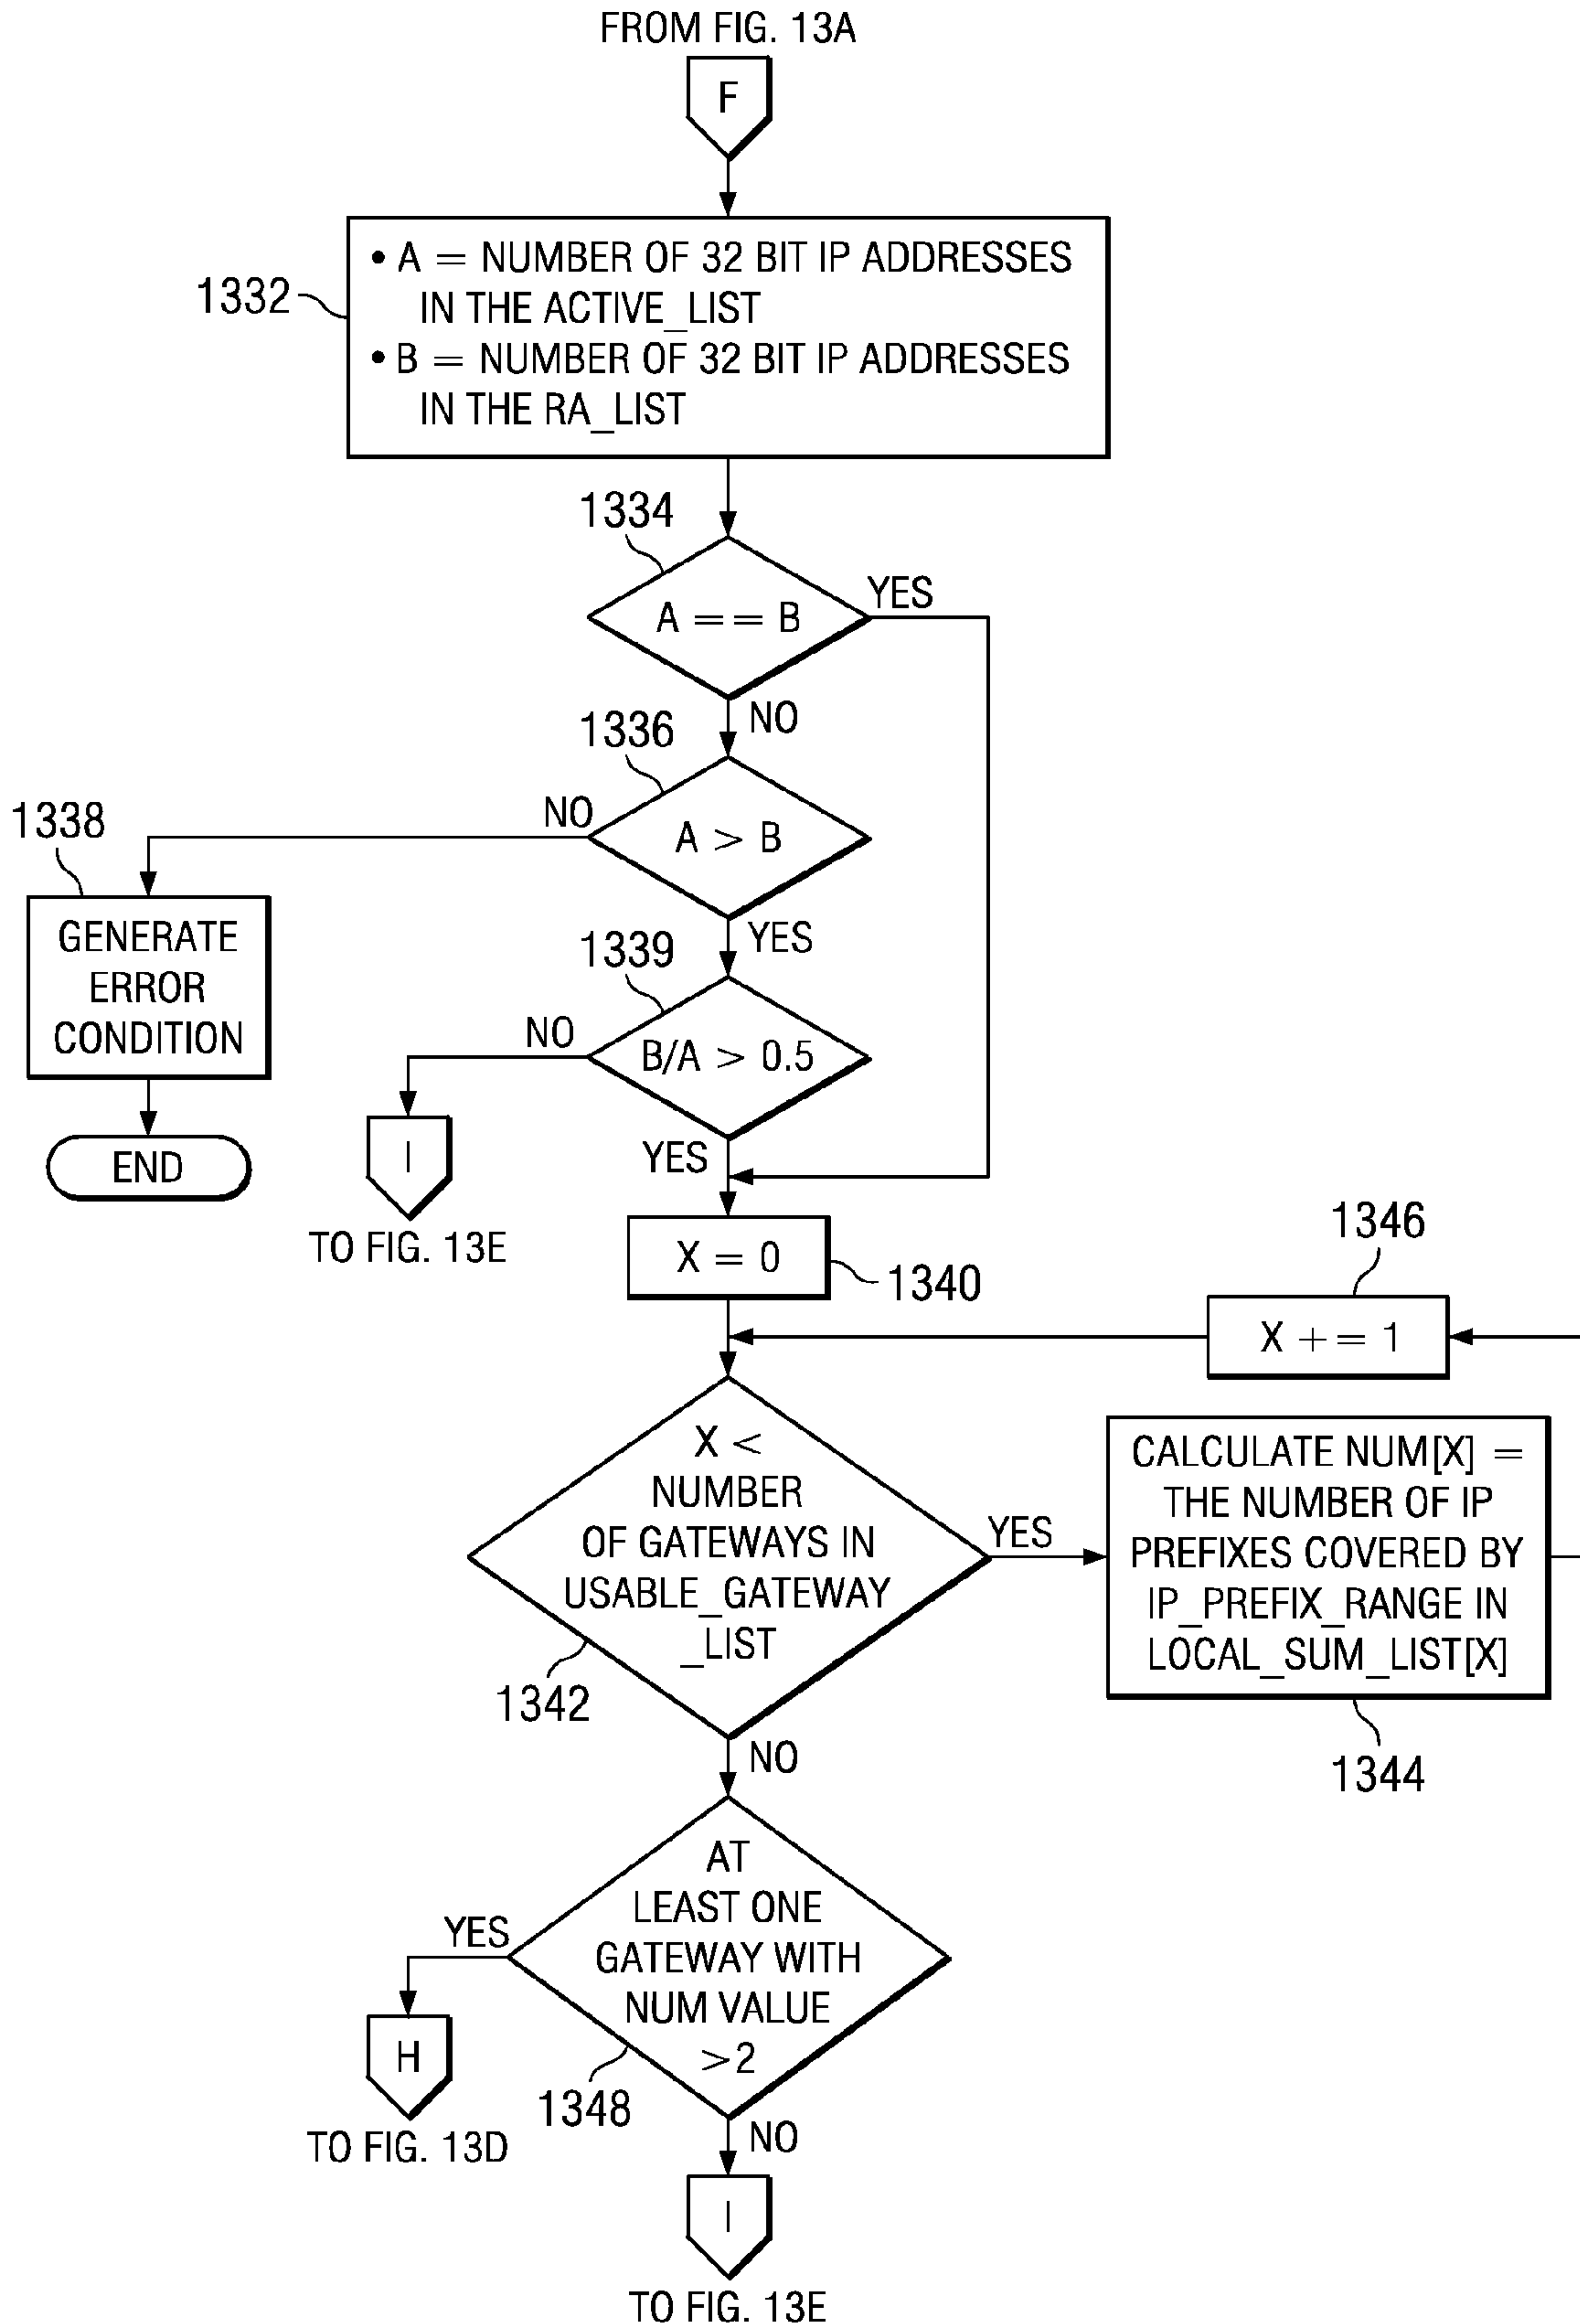 FROM FIG. 13A
F
1332
• A = NUMBER OF 32 BIT IP ADDRESSES
IN THE ACTIVE_LIST
• B = NUMBER OF 32 BIT IP ADDRESSES
IN THE RA_LIST
1334
A == B
YES
NO
1336
A > B
NO
1338
GENERATE
ERROR
CONDITION
END
YES
1339
B/A > 0.5
NO
I
TO FIG. 13E
YES
X = 0
1340
1346
X += 1
X <
NUMBER
OF GATEWAYS IN
USABLE_GATEWAY
_LIST
1342
YES
CALCULATE NUM[X] =
THE NUMBER OF IP
PREFIXES COVERED BY
IP_PREFIX_RANGE IN
LOCAL_SUM_LIST[X]
1344
NO
AT
LEAST ONE
GATEWAY WITH
NUM VALUE
>2
1348
YES
H
TO FIG. 13D
NO
I
TO FIG. 13E